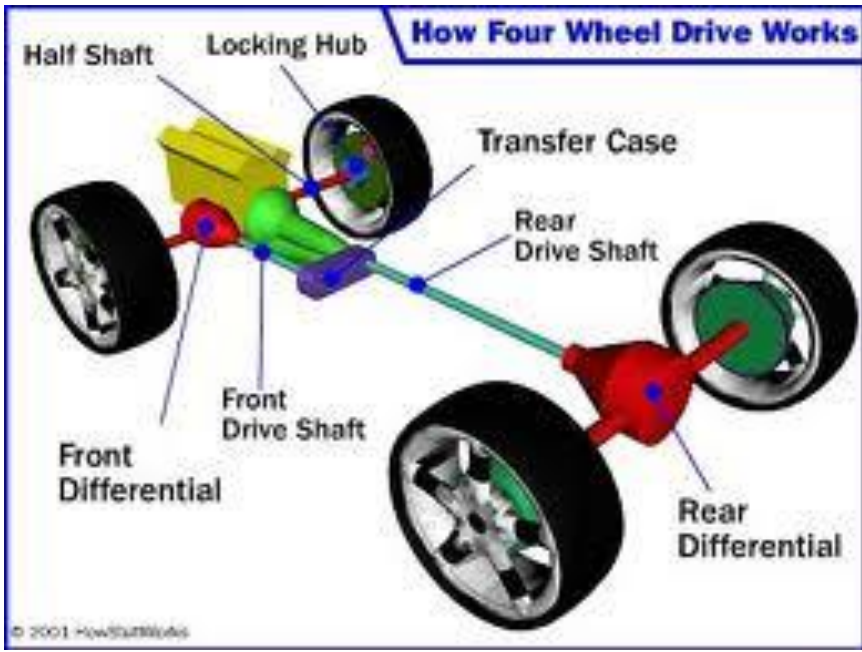 How Four Wheel Drive Works
Half Shaft
Locking Hub
Transfer Case
Rear
Drive Shaft
Front
Drive Shaft
Front
Differential
Rear
Differential
© 2001 HowStuffWorks